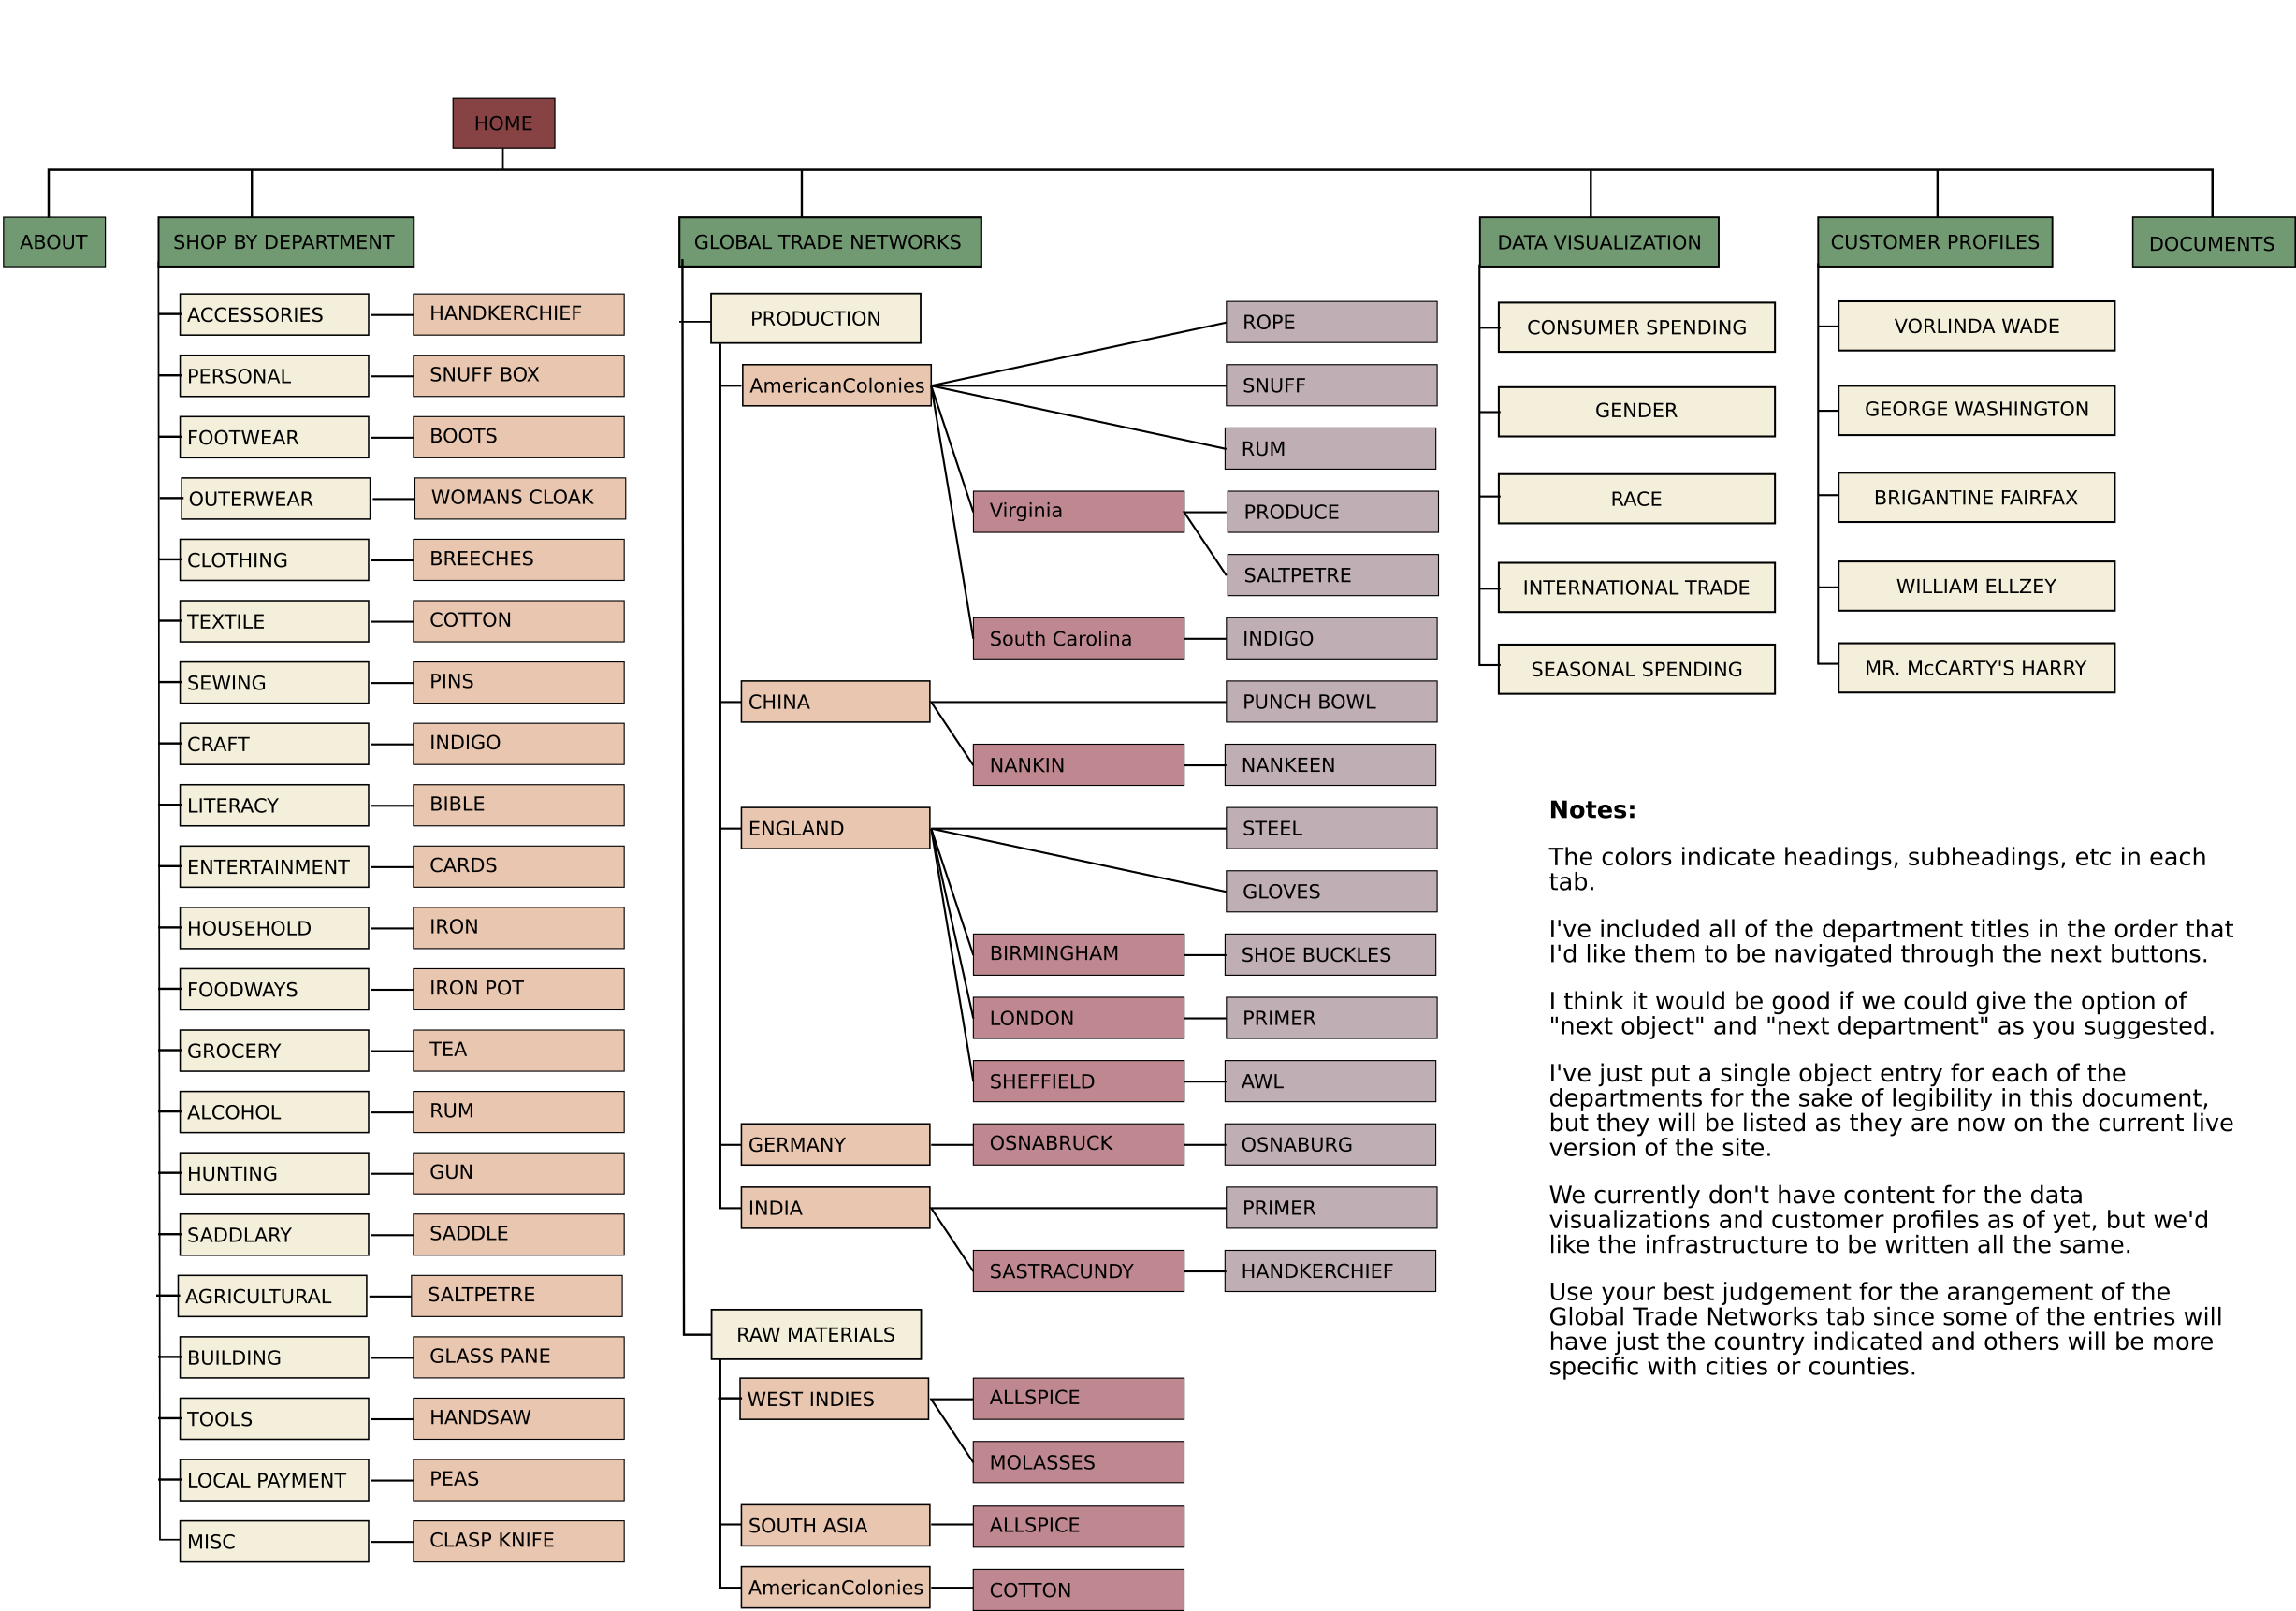 HOME
ABOUT
SHOP BY DEPARTMENT
GLOBAL TRADE NETWORKS
DATA VISUALIZATION
CUSTOMER PROFILES
DOCUMENTS
ACCESSORIES
HANDKERCHIEF
PERSONAL
SNUFF BOX
FOOTWEAR
BOOTS
OUTERWEAR
WOMANS CLOAK
CLOTHING
BREECHES
TEXTILE
COTTON
SEWING
PINS
CRAFT
INDIGO
LITERACY
BIBLE
ENTERTAINMENT
CARDS
HOUSEHOLD
IRON
FOODWAYS
IRON POT
GROCERY
TEA
ALCOHOL
RUM
HUNTING
GUN
SADDLARY
SADDLE
AGRICULTURAL
SALTPETRE
BUILDING
GLASS PANE
TOOLS
HANDSAW
LOCAL PAYMENT
PEAS
MISC
CLASP KNIFE
PRODUCTION
AmericanColonies
ROPE
SNUFF
RUM
Virginia
PRODUCE
SALTPETRE
South Carolina
INDIGO
CHINA
PUNCH BOWL
NANKIN
NANKEEN
ENGLAND
STEEL
GLOVES
BIRMINGHAM
SHOE BUCKLES
LONDON
PRIMER
SHEFFIELD
AWL
GERMANY
OSNABRUCK
OSNABURG
INDIA
PRIMER
SASTRACUNDY
HANDKERCHIEF
RAW MATERIALS
WEST INDIES
ALLSPICE
MOLASSES
SOUTH ASIA
ALLSPICE
AmericanColonies
COTTON
CONSUMER SPENDING
GENDER
RACE
INTERNATIONAL TRADE
SEASONAL SPENDING
VORLINDA WADE
GEORGE WASHINGTON
BRIGANTINE FAIRFAX
WILLIAM ELLZEY
MR. McCARTY'S HARRY
Notes:
The colors indicate headings, subheadings, etc in each
tab.
I've included all of the department titles in the order that
I'd like them to be navigated through the next buttons.
I think it would be good if we could give the option of
"next object" and "next department" as you suggested.
I've just put a single object entry for each of the
departments for the sake of legibility in this document,
but they will be listed as they are now on the current live
version of the site.
We currently don't have content for the data
visualizations and customer profiles as of yet, but we'd
like the infrastructure to be written all the same.
Use your best judgement for the arangement of the
Global Trade Networks tab since some of the entries will
have just the country indicated and others will be more
specific with cities or counties.